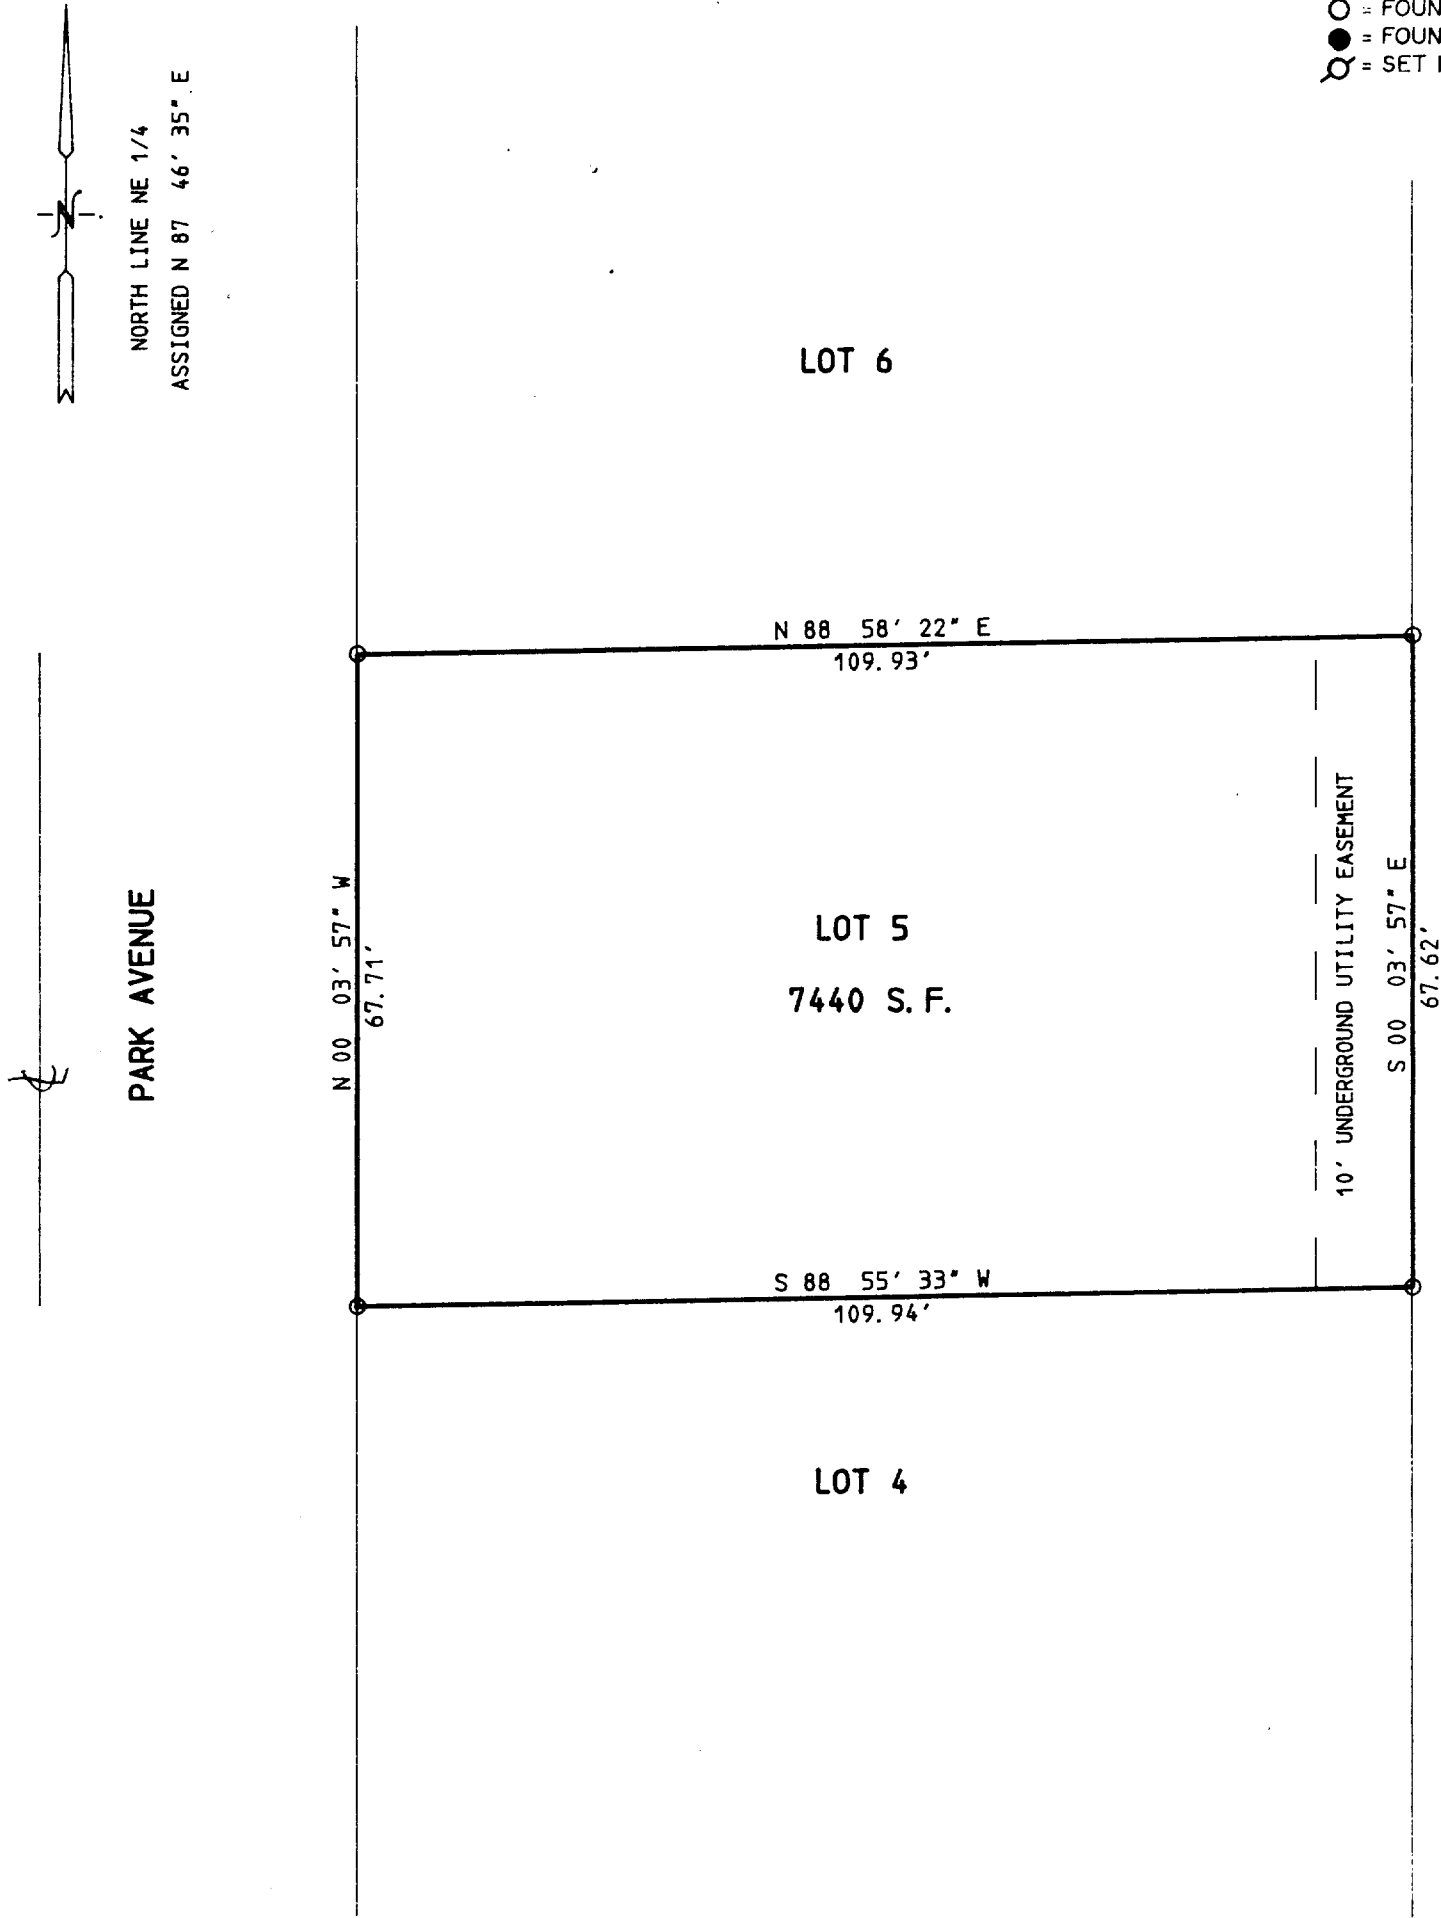 = FOUN
= FOUN
= SET
N
NORTH LINE NE 1/4
ASSIGNED N 87 46' 35" E
LOT 6
N 88 58' 22" E
109.93'
PARK AVENUE
N 00 03' 57" W
67.71'
LOT 5
7440 S.F.
10' UNDERGROUND UTILITY EASEMENT
S 00 03' 57" E
67.62'
S 88 55' 33" W
109.94'
LOT 4